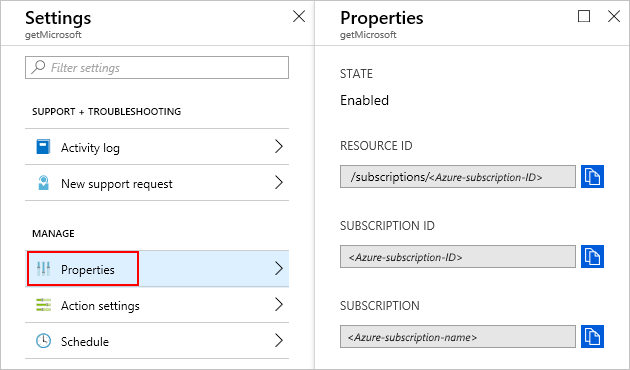 Settings
getMicrosoft
Filter settings
SUPPORT + TROUBLESHOOTING
Activity log
New support request
MANAGE
Properties
Action settings
Schedule
Properties
getMicrosoft
STATE
Enabled
RESOURCE ID
/subscriptions/<Azure-subscription-ID>
SUBSCRIPTION ID
<Azure-subscription-ID>
SUBSCRIPTION
<Azure-subscription-name>